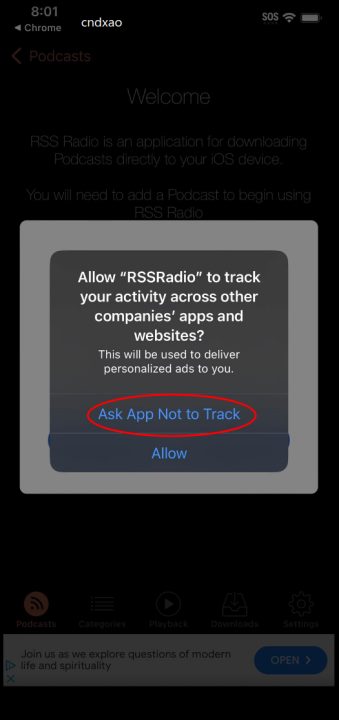 8:01
cndxao
SOS
◄ Chrome
Podcasts
Welcome
RSS Radio is an application for downloading
Podcasts directly to your iOS device.
You will need to add a Podcast to begin using
RSS Radio
Allow “RSSRadio” to track
your activity across other
companies’ apps and
websites?
This will be used to deliver
personalized ads to you.
Ask App Not to Track
Allow
Podcasts
Categories
Playback
Downloads
Settings
Join us as we explore questions of modern
life and spirituality
OPEN >